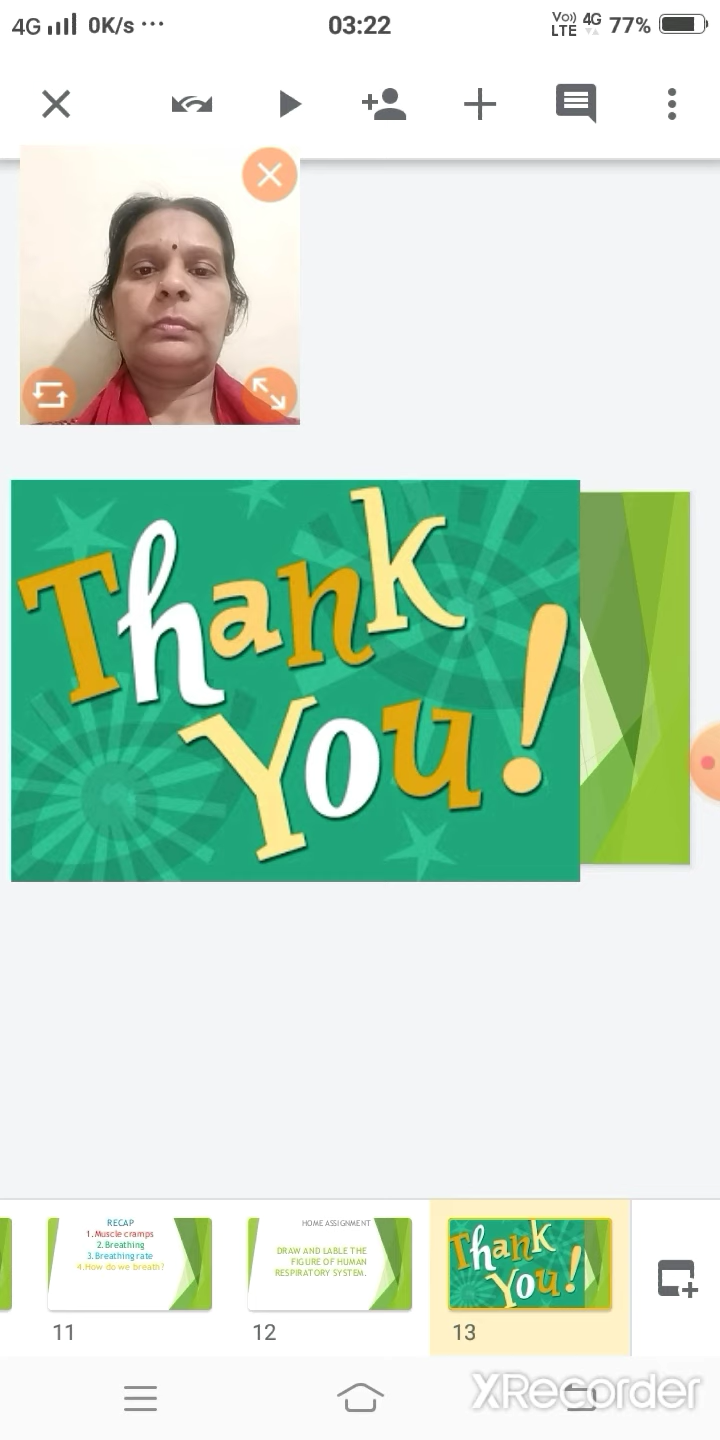 4G 0K/s ··· 03:22 Vo)) LTE 4G 77%
Thank
You!
RECAP
1.Muscle cramps
2.Breathing
3.Breathing rate
4.How do we breath?
11
HOME ASSIGNMENT
DRAW AND LABLE THE
FIGURE OF HUMAN
RESPIRATORY SYSTEM.
12
Thank
You!
13
XRecorder